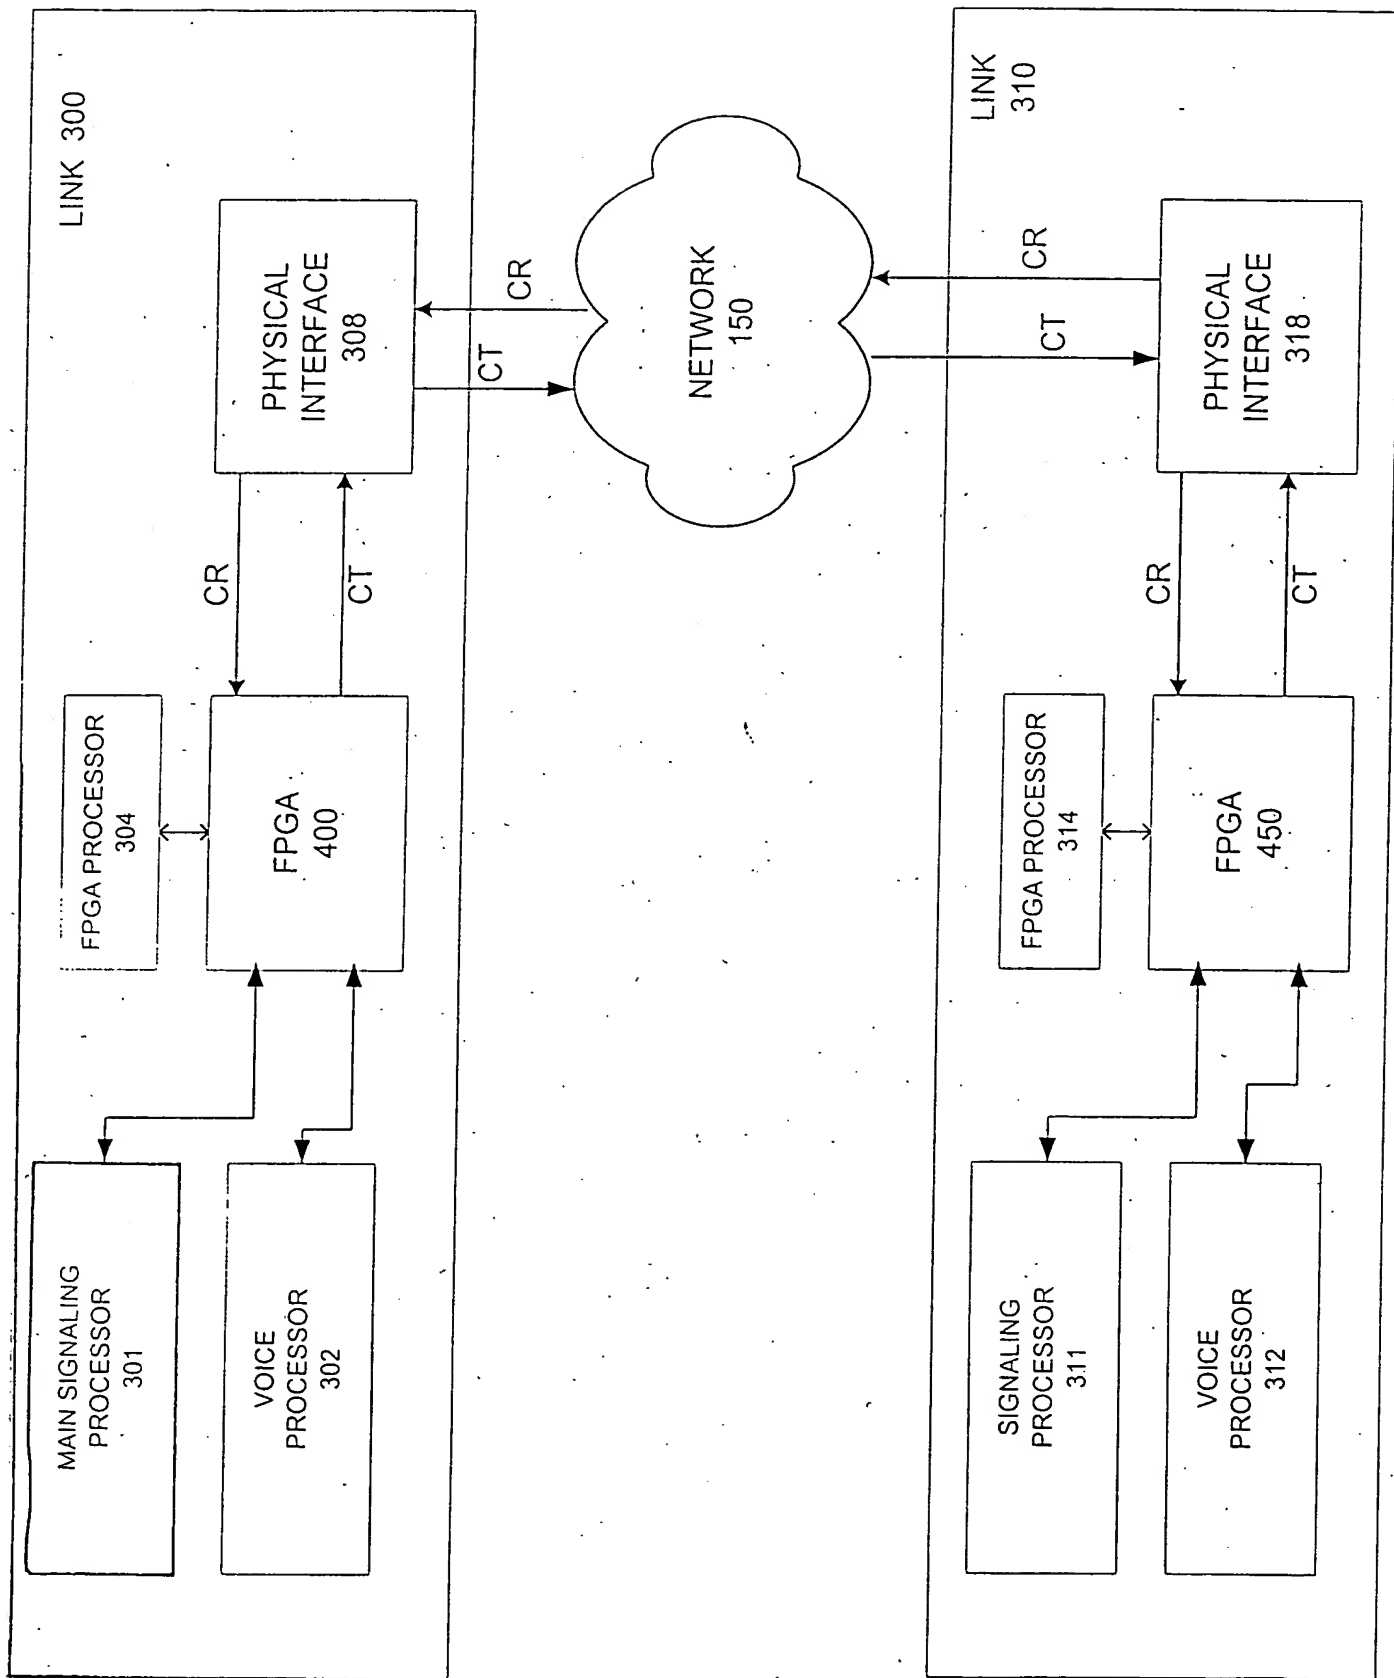 LINK 300
MAIN SIGNALING
PROCESSOR
301
VOICE
PROCESSOR
302
FPGA PROCESSOR
304
FPGA
400
CR
CT
PHYSICAL
INTERFACE
308
CT
CR
NETWORK
150
CT
CR
LINK
310
SIGNALING
PROCESSOR
311
VOICE
PROCESSOR
312
FPGA PROCESSOR
314
FPGA
450
CR
CT
PHYSICAL
INTERFACE
318